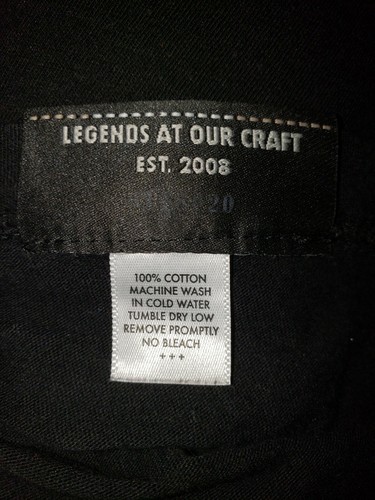 LEGENDS AT OUR CRAFT
EST. 2008
20
100% COTTON
MACHINE WASH
IN COLD WATER
TUMBLE DRY LOW
REMOVE PROMPTLY
NO BLEACH
+++